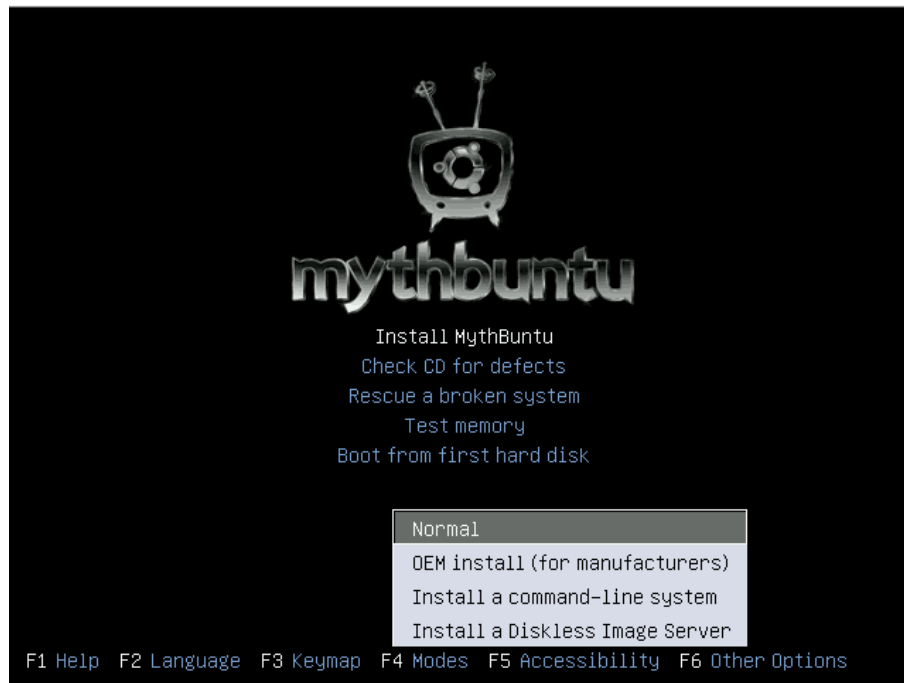 mythbuntu
Install MythBuntu
Check CD for defects
Rescue a broken system
Test memory
Boot from first hard disk
Normal
OEM install (for manufacturers)
Install a command-line system
Install a Diskless Image Server
F1 Help F2 Language F3 Keymap F4 Modes F5 Accessibility F6 Other Options